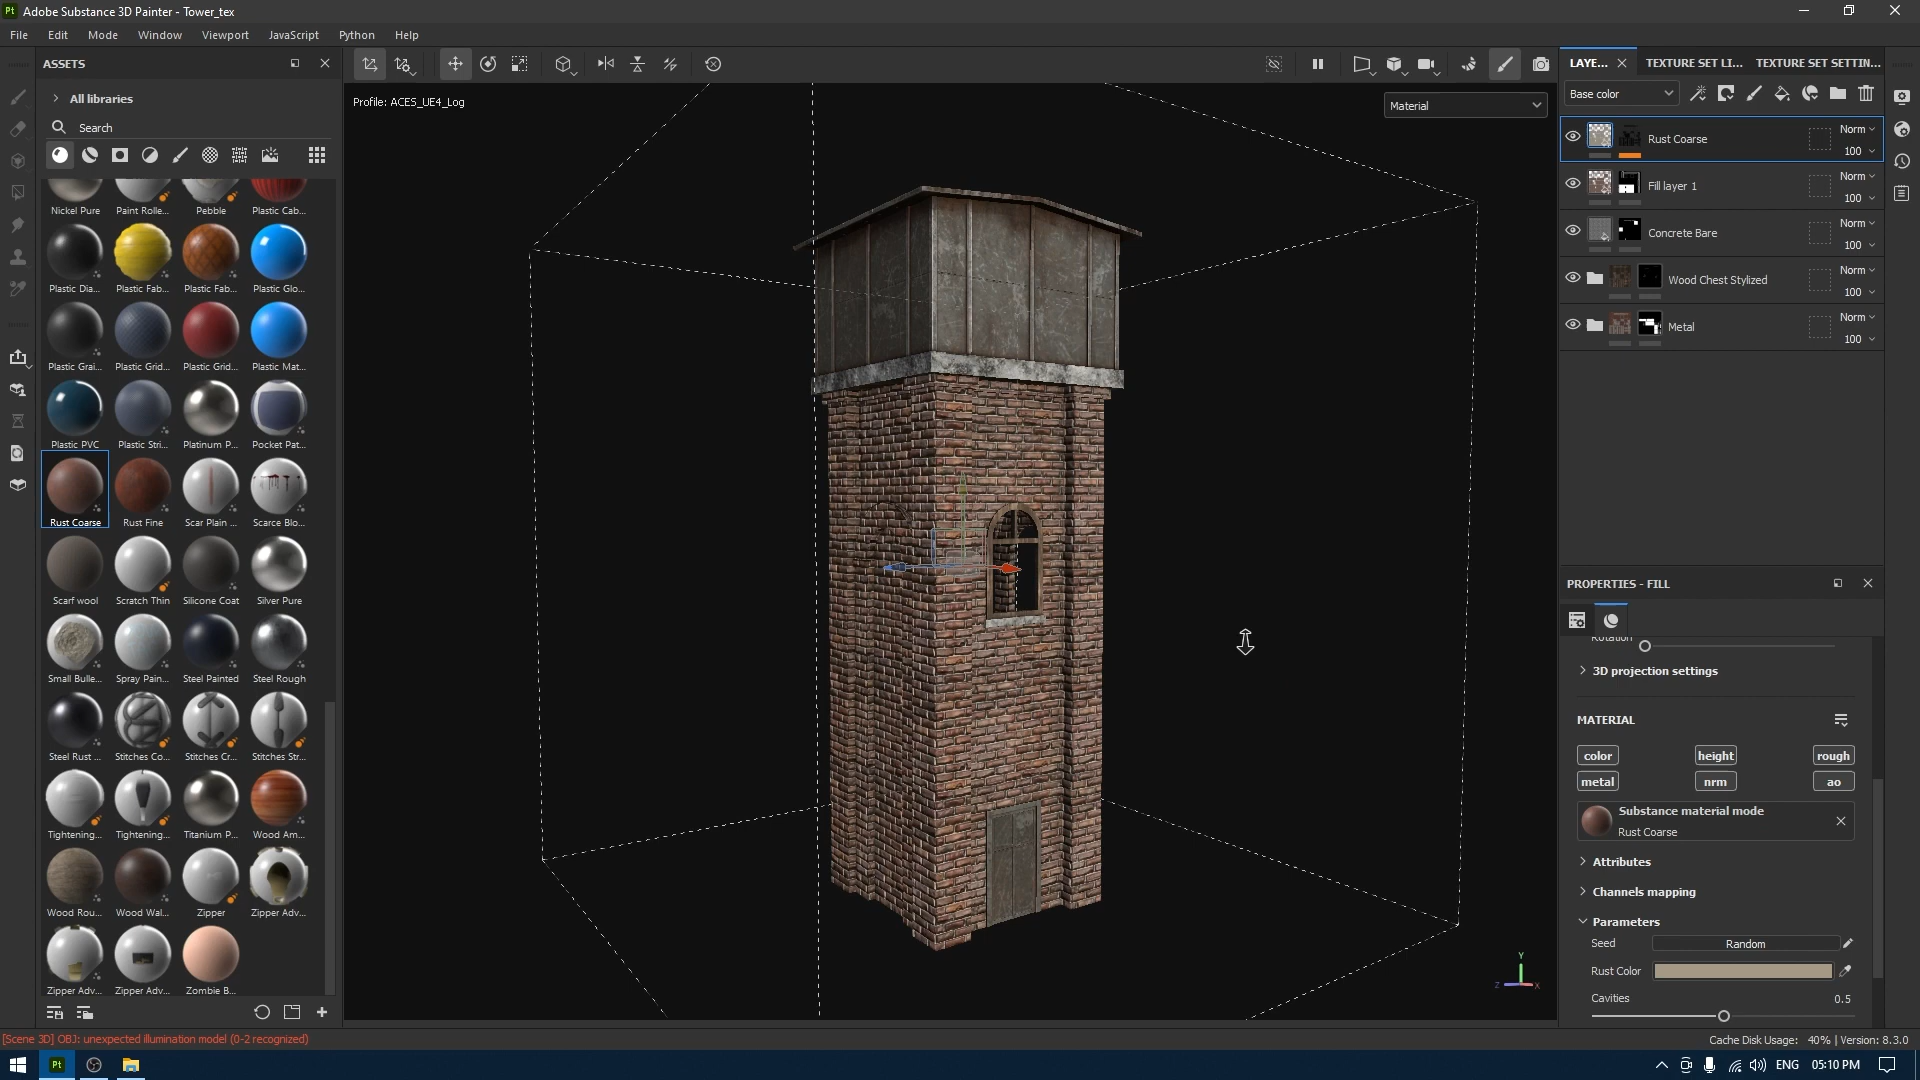 Pt Adobe Substance 3D Painter - Tower_tex
File Edit Mode Window Viewport JavaScript Python Help
ASSETS
All libraries
Search
Nickel Pure Paint Rolle... Pebble Plastic Cab...
Plastic Dia... Plastic Fab... Plastic Fab... Plastic Glo...
Plastic Grai... Plastic Grid... Plastic Grid... Plastic Mat...
Plastic PVC Plastic Stri... Platinum P... Pocket Pat...
Rust Coarse Rust Fine Scar Plain ... Scarce Blo...
Scarf wool Scratch Thin Silicone Coat Silver Pure
Small Bulle... Spray Pain... Steel Painted Steel Rough
Steel Rust ... Stitches Co... Stitches Cr... Stitches Str...
Tightening... Tightening... Titanium P... Wood Am...
Wood Rou... Wood Wal... Zipper Zipper Adv...
Zipper Adv... Zipper Adv... Zombie B...
Profile: ACES_UE4_Log
Material
Y
Z X
LAYE... TEXTURE SET LI... TEXTURE SET SETTIN...
Base color
Rust Coarse Norm 100
Fill layer 1 Norm 100
Concrete Bare Norm 100
Wood Chest Stylized Norm 100
Metal Norm 100
PROPERTIES - FILL
Rotation
3D projection settings
MATERIAL
color height rough
metal nrm ao
Substance material mode
Rust Coarse
Attributes
Channels mapping
Parameters
Seed Random
Rust Color
Cavities 0.5
[Scene 3D] OBJ: unexpected illumination model (0-2 recognized)
Cache Disk Usage: 40% | Version: 8.3.0
Pt
ENG 05:10 PM